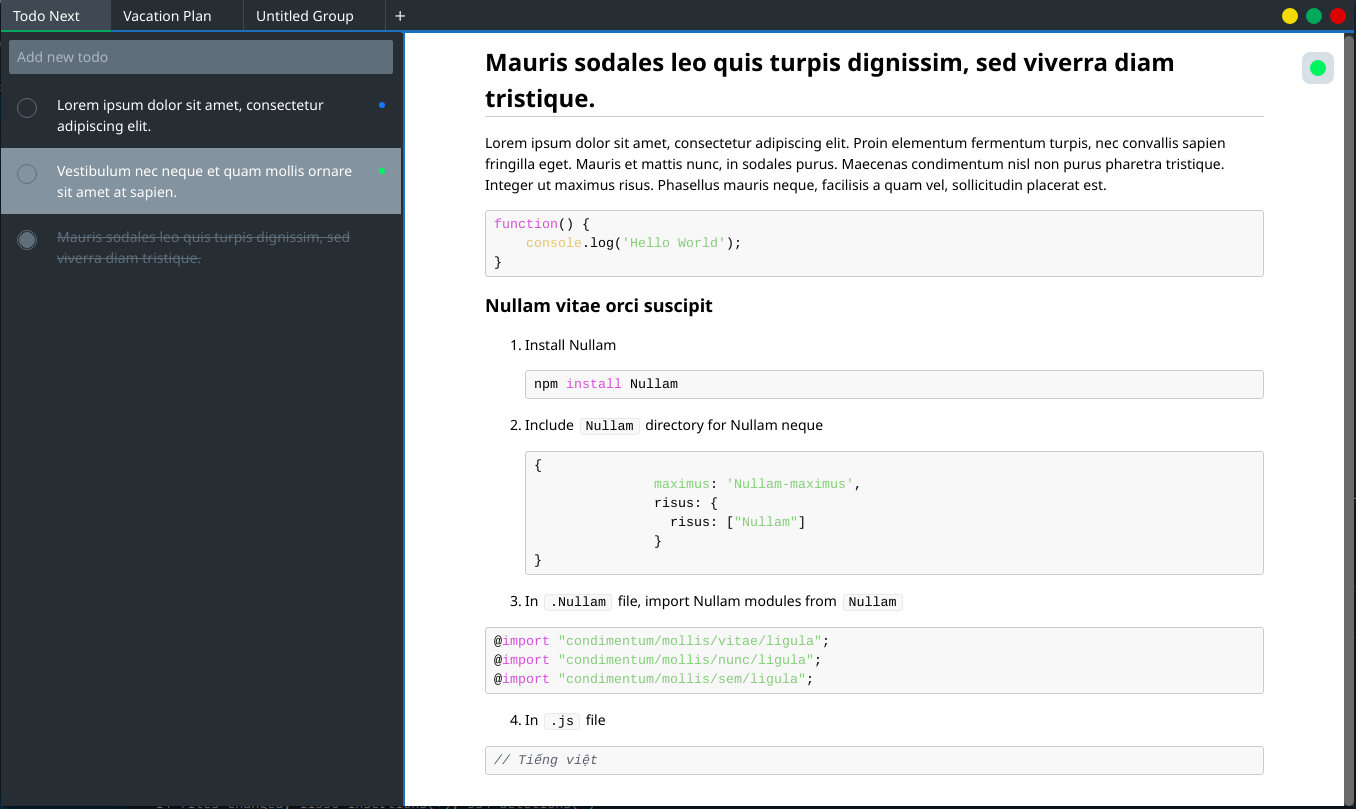 Todo Next
Vacation Plan
Untitled Group
+
Add new todo
Lorem ipsum dolor sit amet, consectetur
adipiscing elit.
Vestibulum nec neque et quam mollis ornare
sit amet at sapien.
Mauris sodales leo quis turpis dignissim, sed
viverra diam tristique.
Mauris sodales leo quis turpis dignissim, sed viverra diam
tristique.
Lorem ipsum dolor sit amet, consectetur adipiscing elit. Proin elementum fermentum turpis, nec convallis sapien
fringilla eget. Mauris et mattis nunc, in sodales purus. Maecenas condimentum nisl non purus pharetra tristique.
Integer ut maximus risus. Phasellus mauris neque, facilisis a quam vel, sollicitudin placerat est.
function() {
    console.log('Hello World');
}
Nullam vitae orci suscipit
1. Install Nullam
npm install Nullam
2. Include Nullam directory for Nullam neque
{
               maximus: 'Nullam-maximus',
               risus: {
                 risus: ["Nullam"]
               }
}
3. In .Nullam file, import Nullam modules from Nullam
@import "condimentum/mollis/vitae/ligula";
@import "condimentum/mollis/nunc/ligula";
@import "condimentum/mollis/sem/ligula";
4. In .js file
// Tiếng việt